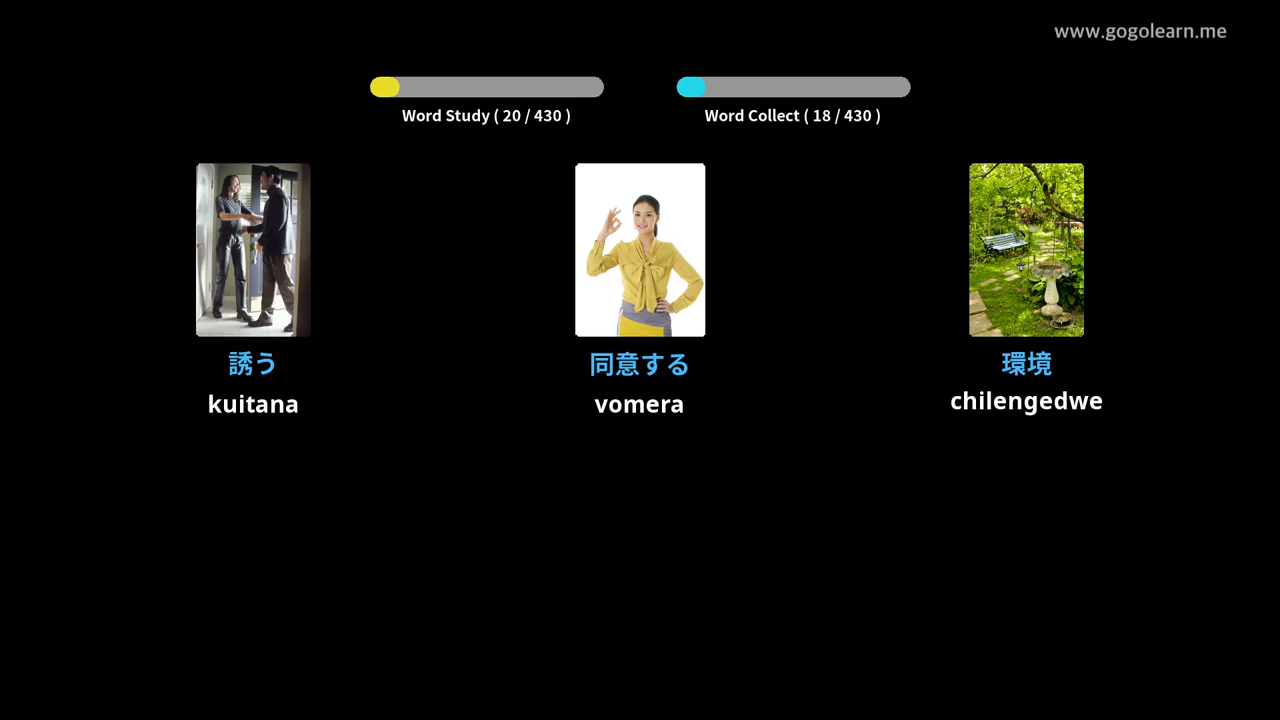 www.gogolearn.me
Word Study ( 20 / 430 )
Word Collect ( 18 / 430 )
誘う
kuitana
同意する
vomera
環境
chilengedwe